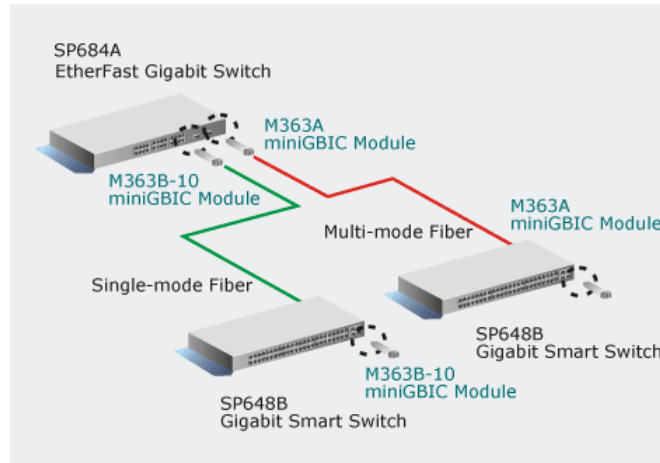 SP684A
EtherFast Gigabit Switch
M363A
miniGBIC Module
M363B-10
miniGBIC Module
M363A
miniGBIC Module
Multi-mode Fiber
Single-mode Fiber
SP648B
Gigabit Smart Switch
M363B-10
miniGBIC Module
SP648B
Gigabit Smart Switch